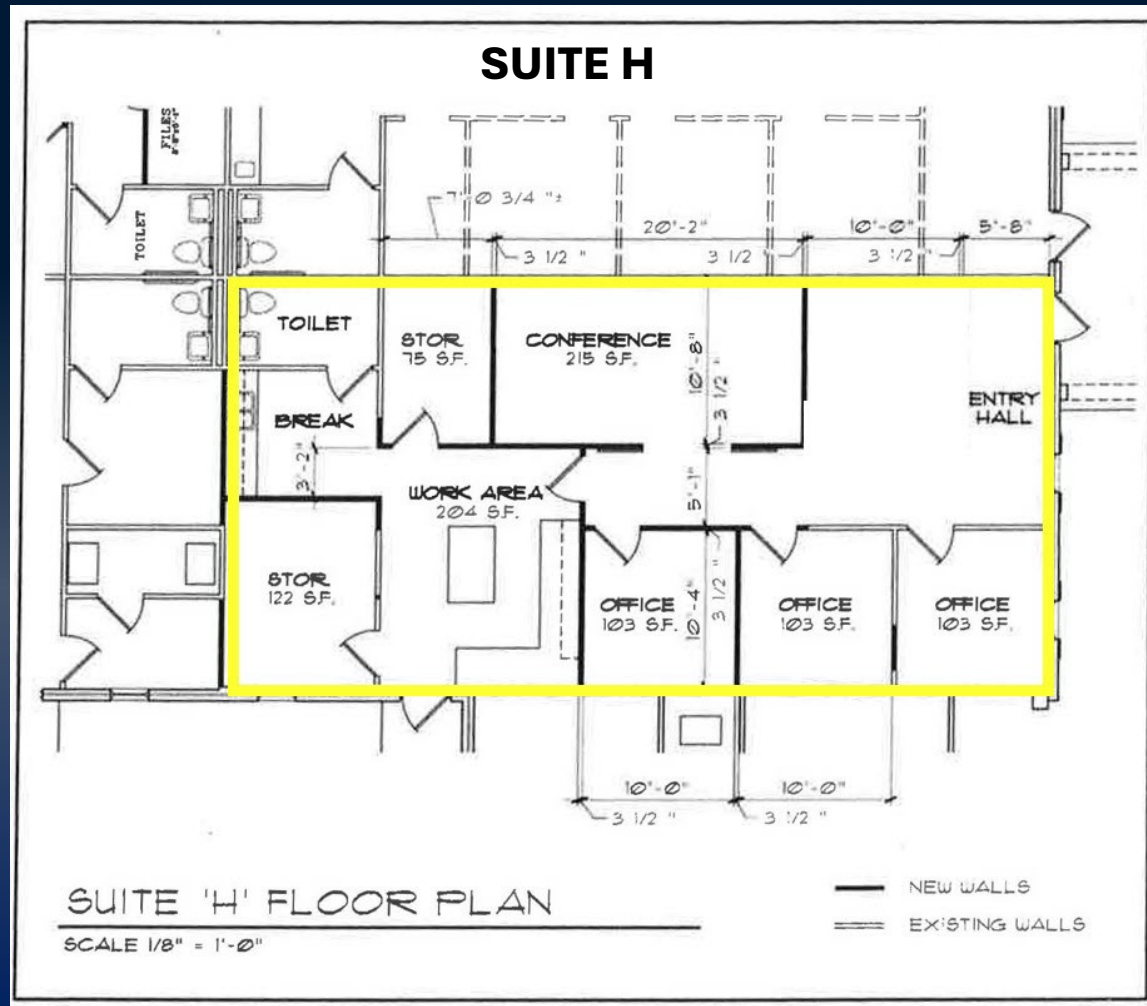 SUITE H
FILES
TOILET
7'-0 3/4 "±
20'-2"
10'-0"
5'-8"
3 1/2 "
3 1/2 "
3 1/2 "
TOILET
STOR.
75 S.F.
CONFERENCE
215 S.F.
10'-8"
3 1/2 "
ENTRY
HALL
BREAK
3'-2"
WORK AREA
204 S.F.
5'-1"
STOR.
122 S.F.
OFFICE
103 S.F.
10'-4"
3 1/2 "
OFFICE
103 S.F.
OFFICE
103 S.F.
10'-0"
10'-0"
3 1/2 "
3 1/2 "
SUITE 'H' FLOOR PLAN
SCALE 1/8" = 1'-0"
NEW WALLS
EXISTING WALLS